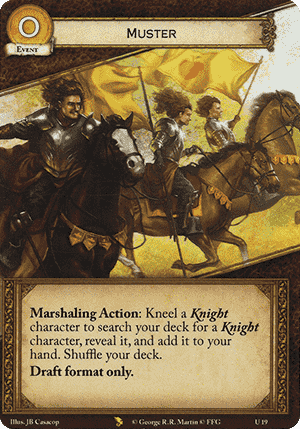 0
EVENT
MUSTER
Marshaling Action: Kneel a Knight
character to search your deck for a Knight
character, reveal it, and add it to your
hand. Shuffle your deck.
Draft format only.
Illus. JB Casacop
© George R.R. Martin © FFG
U 19